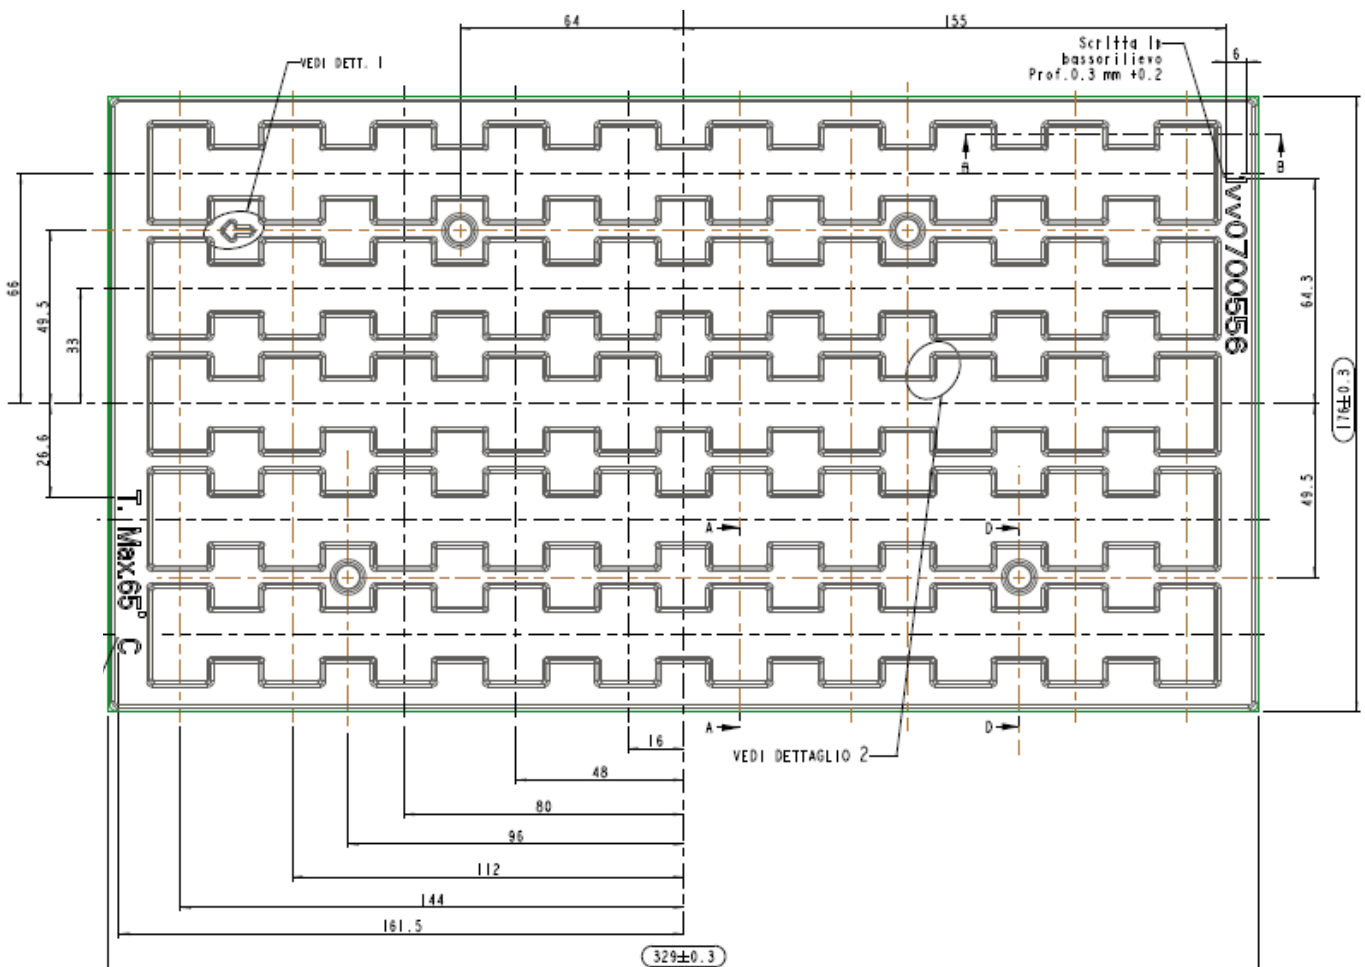 64
155
Scritta in
bassorilievo
Prof.0.3 mm +0.2
6
VEDI DETT. 1
B
B
vv0700556
66
49.5
33
26.6
64.3
176±0.3
49.5
T. Max.65° C
A
D
A
D
VEDI DETTAGLIO 2
16
48
80
96
112
144
161.5
329±0.3